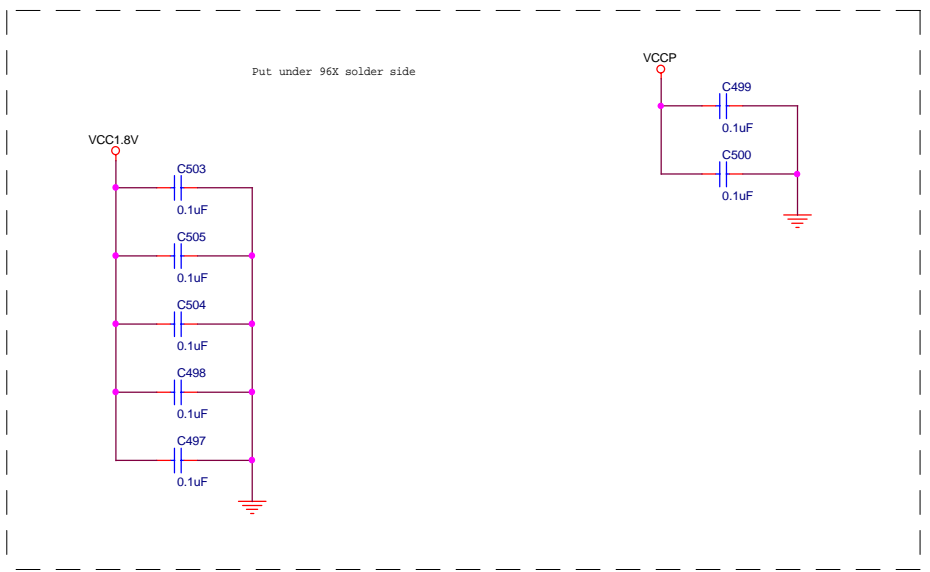 Put under 96X solder side
VCC1.8V
C503
0.1uF
C505
0.1uF
C504
0.1uF
C498
0.1uF
C497
0.1uF
VCCP
C499
0.1uF
C500
0.1uF